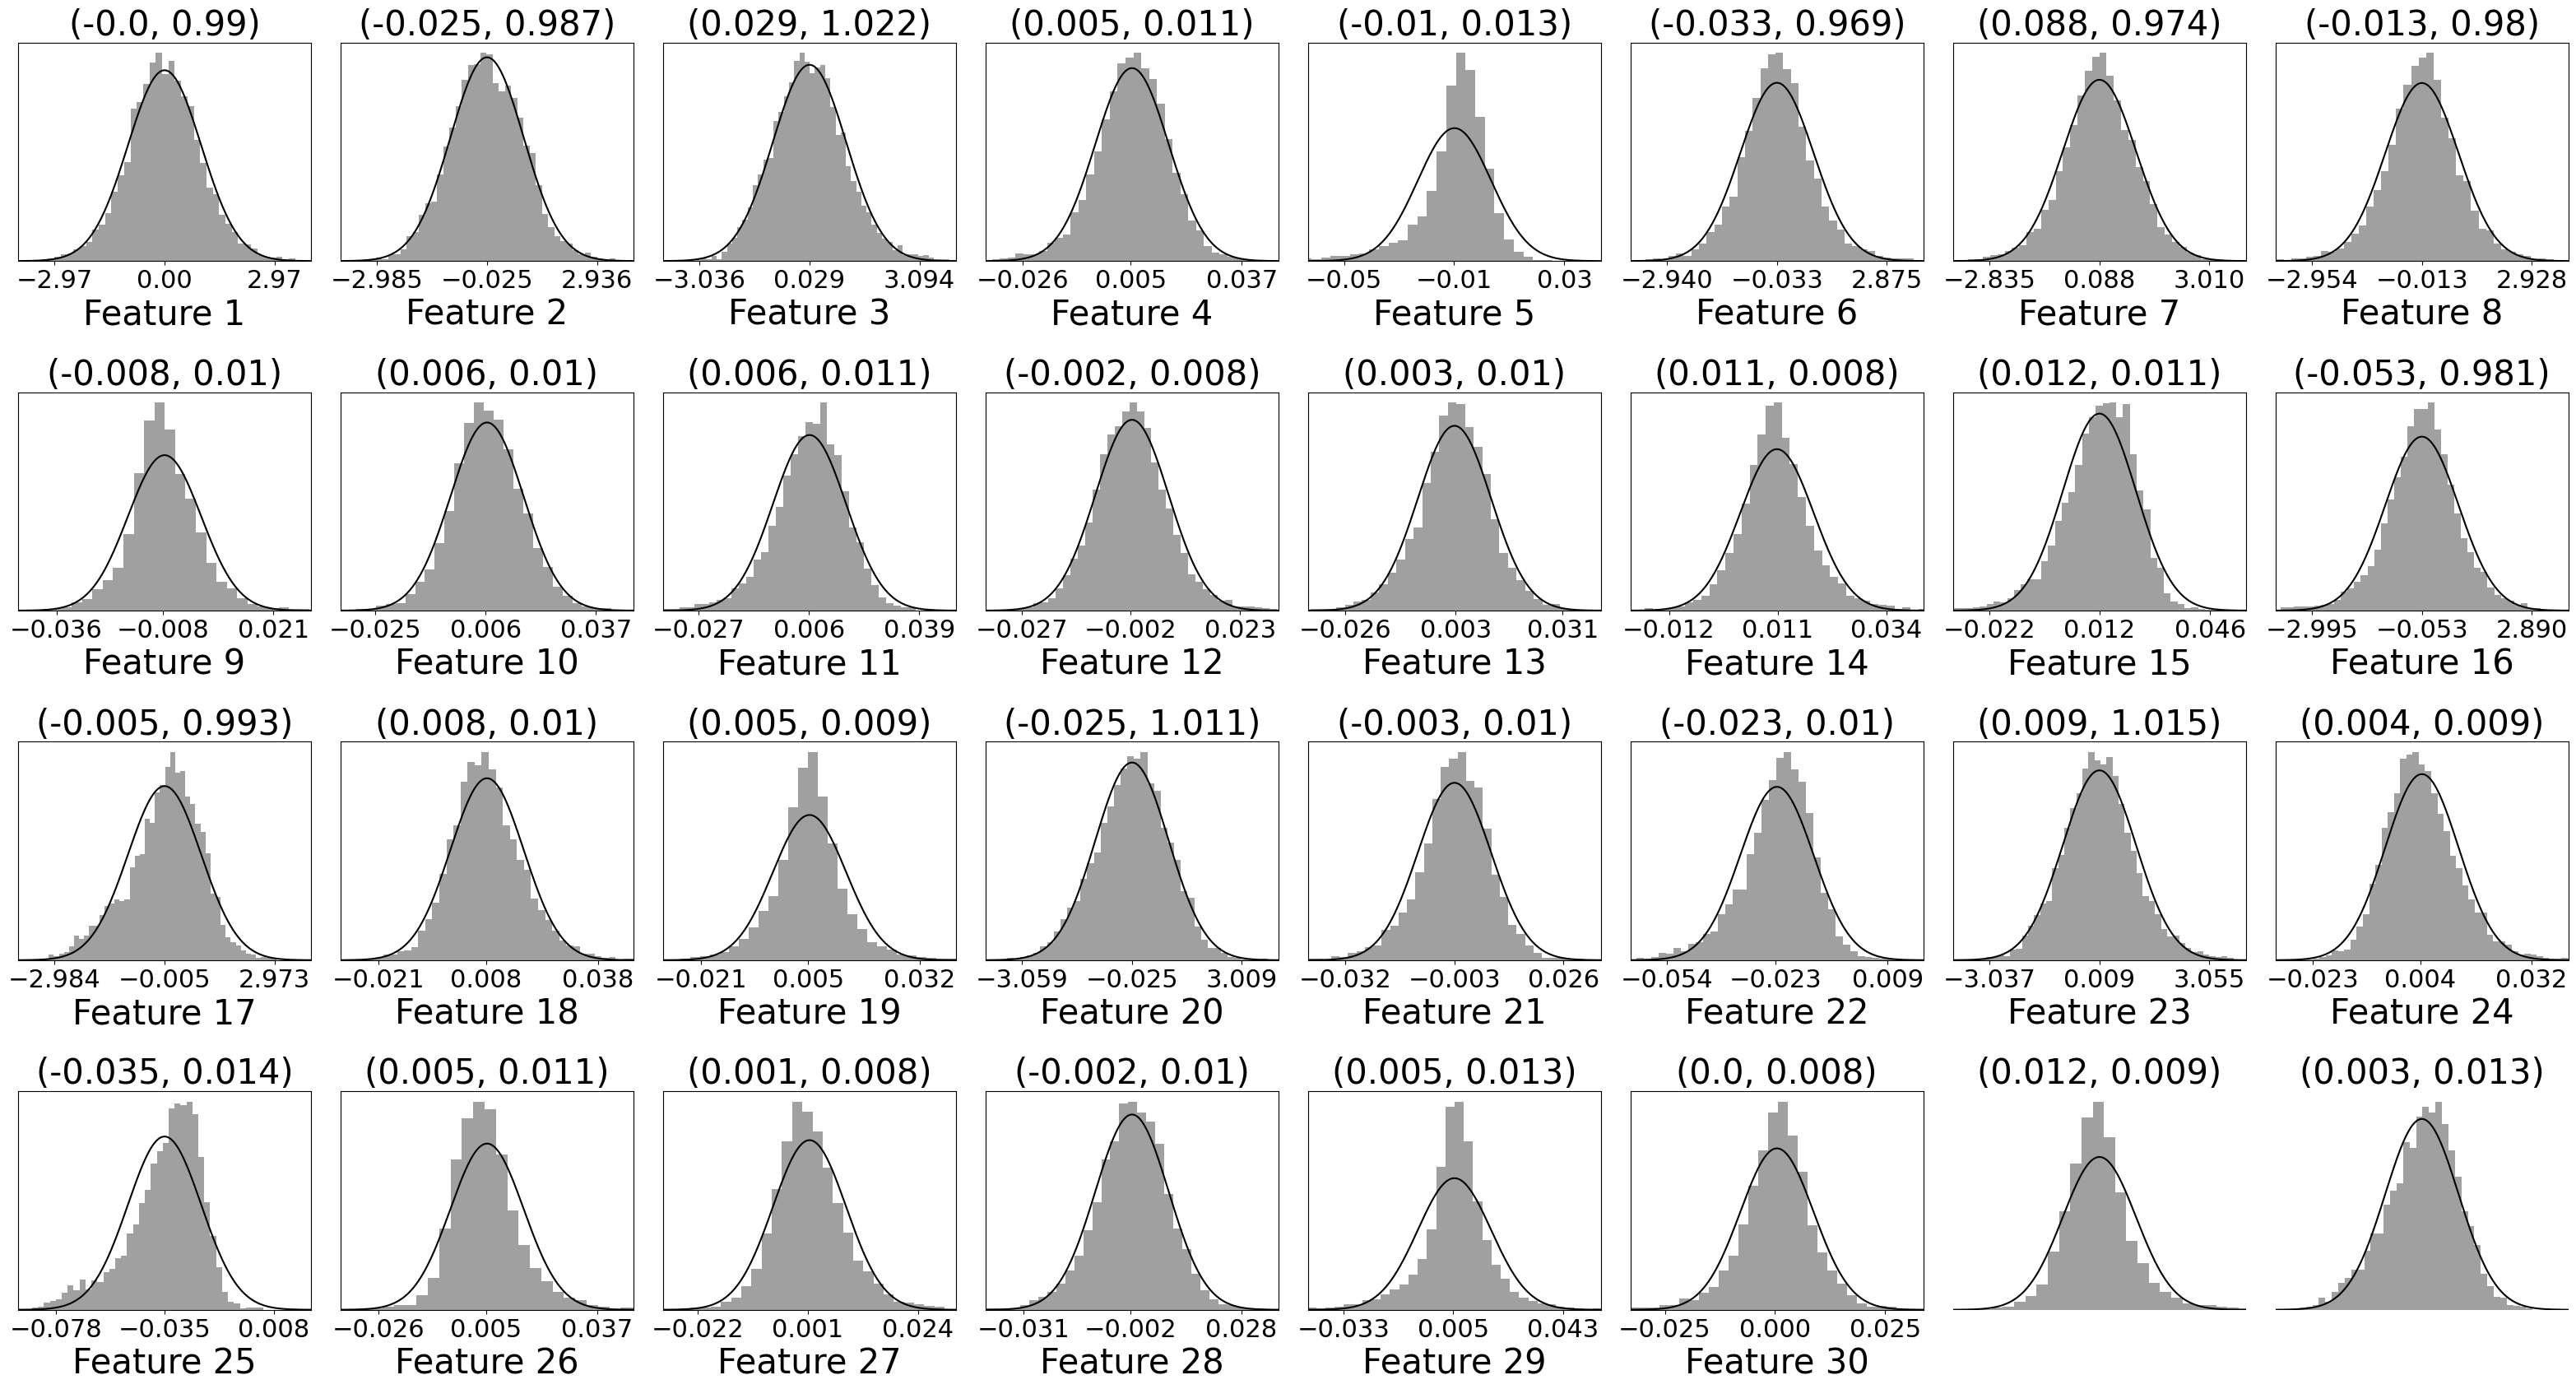 (-0.0, 0.99) (-0.025, 0.987) (0.029, 1.022) (0.005, 0.011) (-0.01, 0.013) (-0.033, 0.969) (0.088, 0.974) (-0.013, 0.98)
−2.97 0.00 2.97 −2.985 −0.025 2.936 −3.036 0.029 3.094 −0.026 0.005 0.037 −0.05 −0.01 0.03 −2.940 −0.033 2.875 −2.835 0.088 3.010 −2.954 −0.013 2.928
Feature 1 Feature 2 Feature 3 Feature 4 Feature 5 Feature 6 Feature 7 Feature 8
(-0.008, 0.01) (0.006, 0.01) (0.006, 0.011) (-0.002, 0.008) (0.003, 0.01) (0.011, 0.008) (0.012, 0.011) (-0.053, 0.981)
−0.036 −0.008 0.021 −0.025 0.006 0.037 −0.027 0.006 0.039 −0.027 −0.002 0.023 −0.026 0.003 0.031 −0.012 0.011 0.034 −0.022 0.012 0.046 −2.995 −0.053 2.890
Feature 9 Feature 10 Feature 11 Feature 12 Feature 13 Feature 14 Feature 15 Feature 16
(-0.005, 0.993) (0.008, 0.01) (0.005, 0.009) (-0.025, 1.011) (-0.003, 0.01) (-0.023, 0.01) (0.009, 1.015) (0.004, 0.009)
−2.984 −0.005 2.973 −0.021 0.008 0.038 −0.021 0.005 0.032 −3.059 −0.025 3.009 −0.032 −0.003 0.026 −0.054 −0.023 0.009 −3.037 0.009 3.055 −0.023 0.004 0.032
Feature 17 Feature 18 Feature 19 Feature 20 Feature 21 Feature 22 Feature 23 Feature 24
(-0.035, 0.014) (0.005, 0.011) (0.001, 0.008) (-0.002, 0.01) (0.005, 0.013) (0.0, 0.008) (0.012, 0.009) (0.003, 0.013)
−0.078 −0.035 0.008 −0.026 0.005 0.037 −0.022 0.001 0.024 −0.031 −0.002 0.028 −0.033 0.005 0.043 −0.025 0.000 0.025
Feature 25 Feature 26 Feature 27 Feature 28 Feature 29 Feature 30